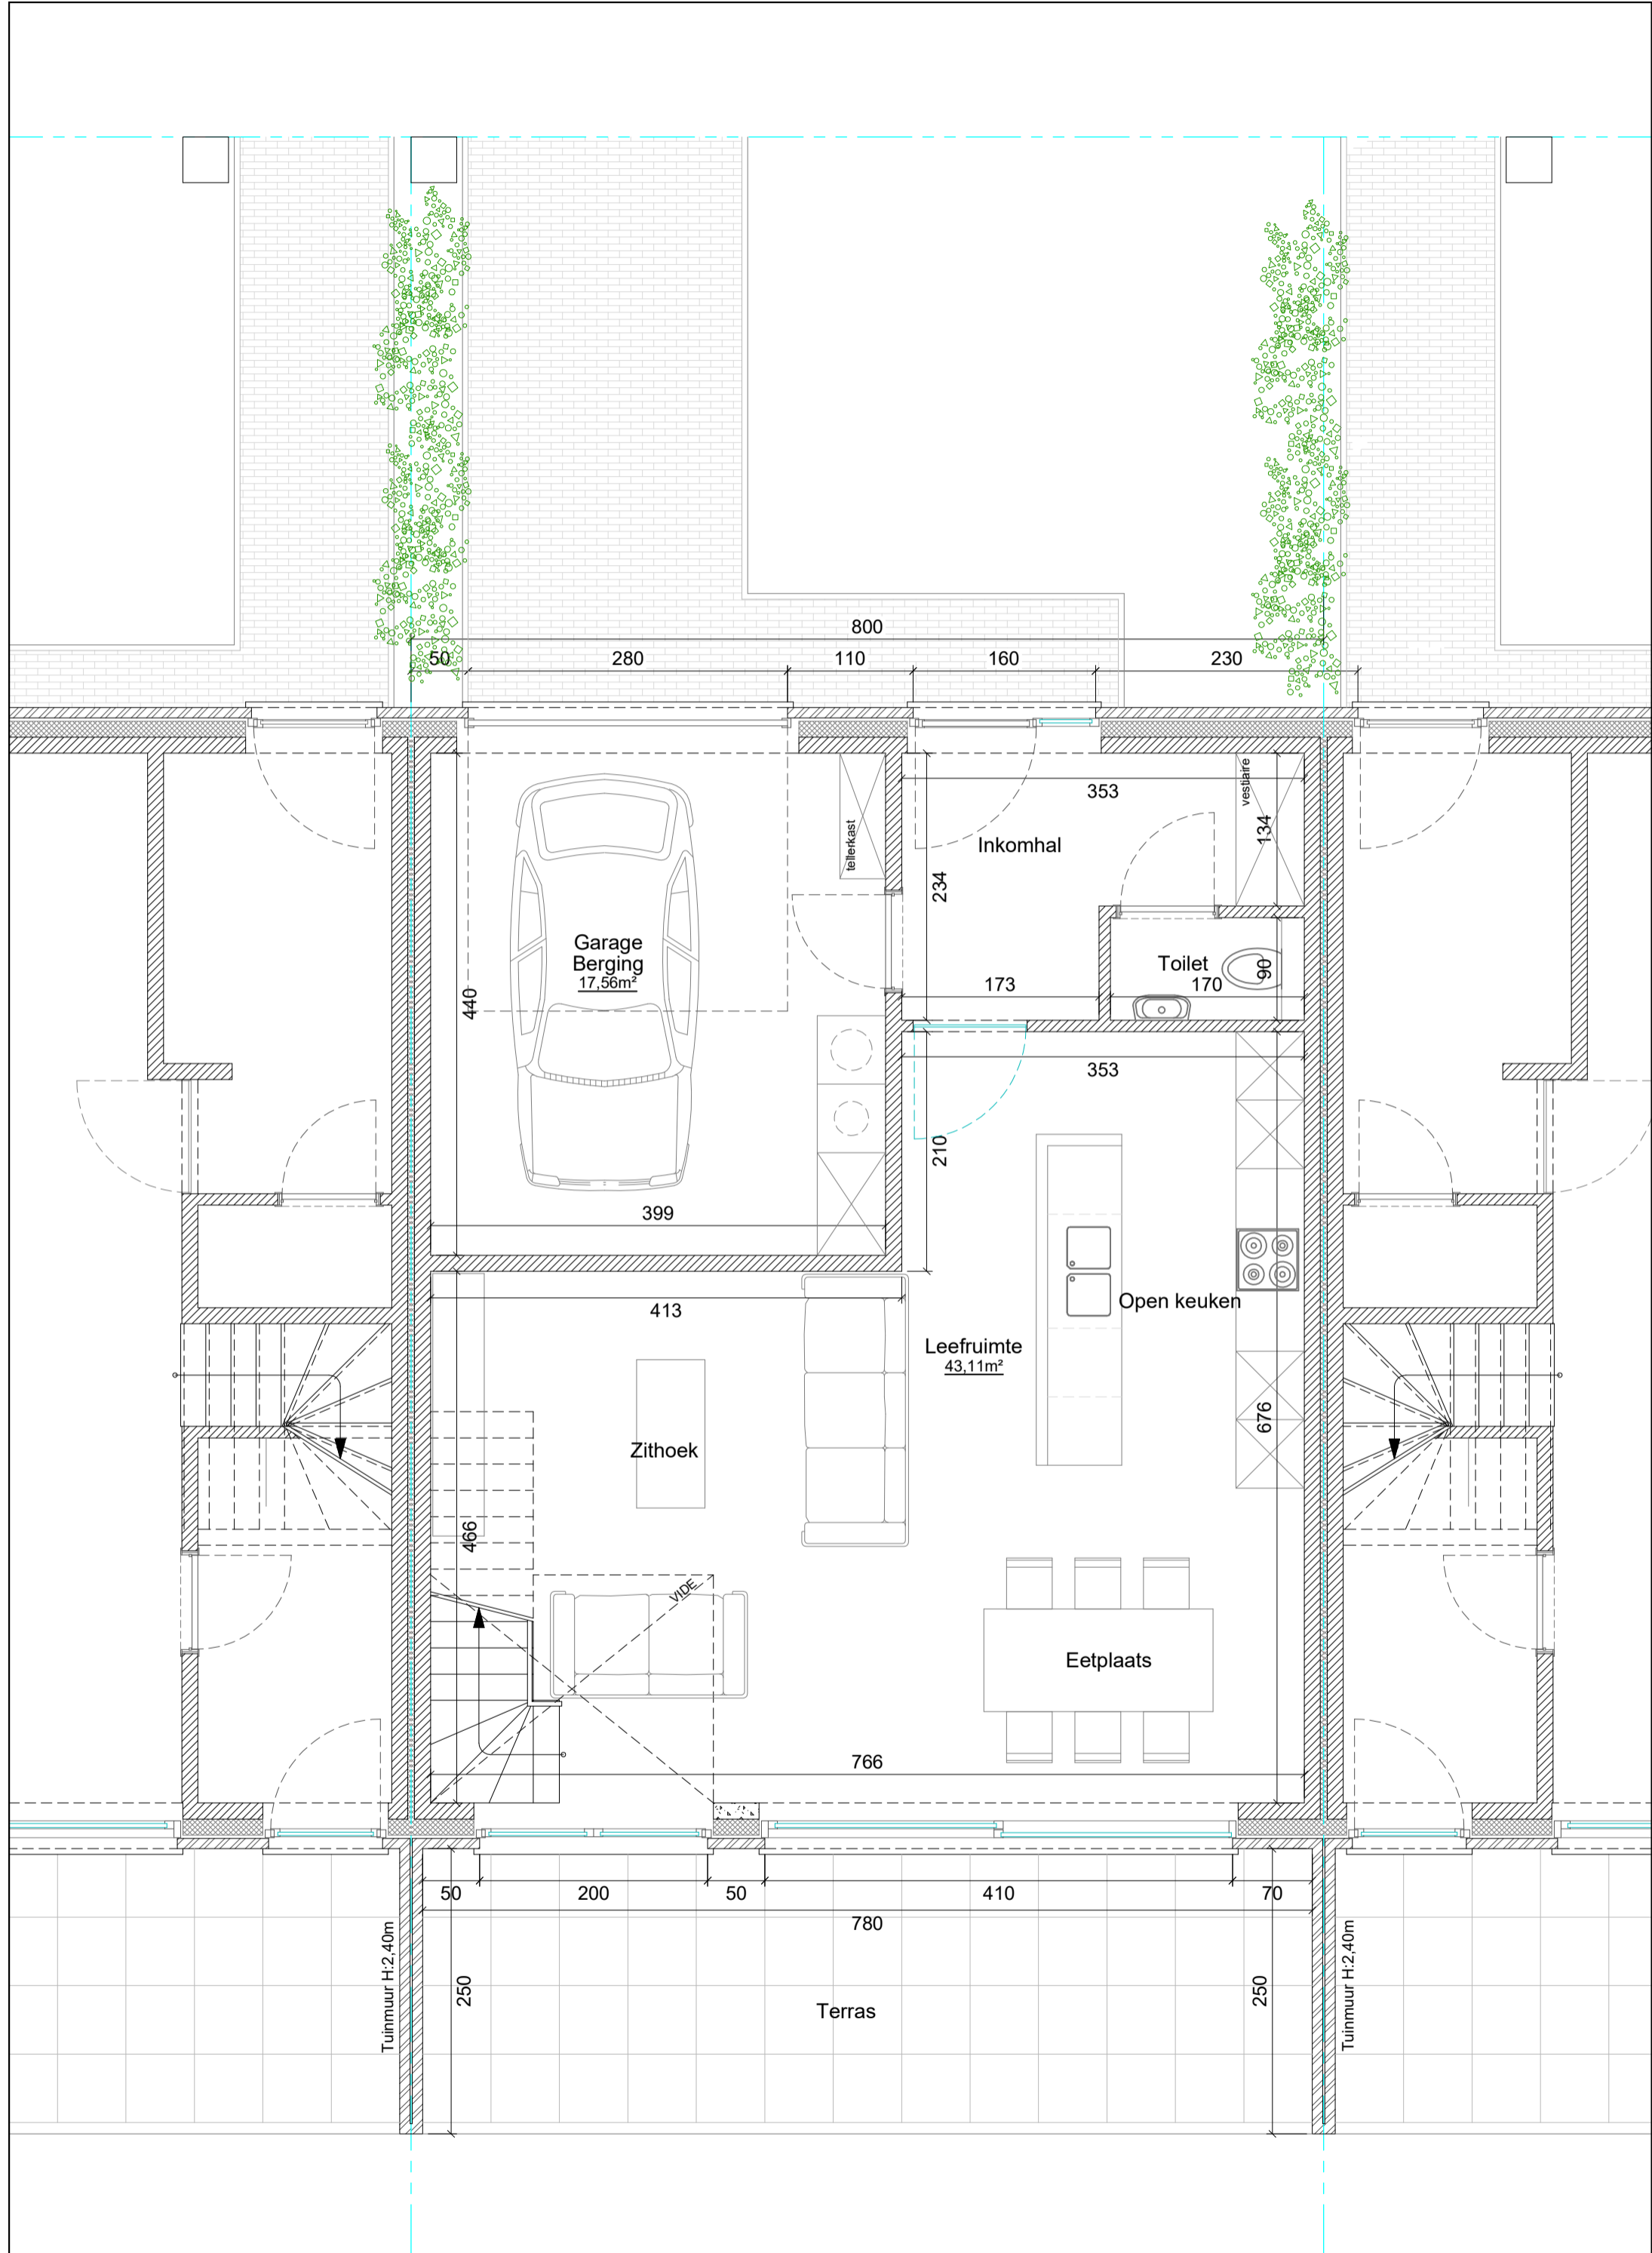 800
50
280
110
160
230
353
vestiaire
134
tellerkast
Inkomhal
234
Garage
Berging
17,56m²
Toilet
90
173
170
440
353
210
399
413
Open keuken
Leefruimte
43,11m²
676
Zithoek
466
VIDE
Eetplaats
766
50
200
50
410
70
780
Tuinmuur H:2,40m
250
250
Tuinmuur H:2,40m
Terras